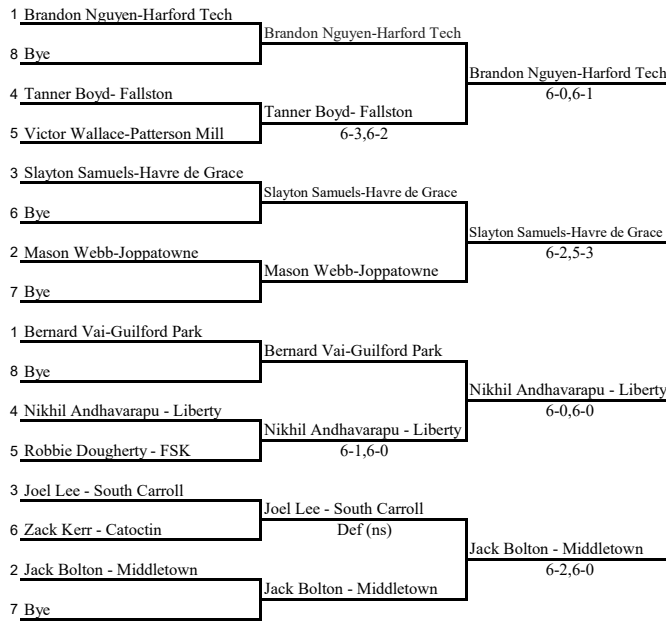 1 Brandon Nguyen-Harford Tech
Brandon Nguyen-Harford Tech
8 Bye
Brandon Nguyen-Harford Tech
6-0,6-1
4 Tanner Boyd- Fallston
Tanner Boyd- Fallston
6-3,6-2
5 Victor Wallace-Patterson Mill
3 Slayton Samuels-Havre de Grace
Slayton Samuels-Havre de Grace
6 Bye
Slayton Samuels-Havre de Grace
6-2,5-3
2 Mason Webb-Joppatowne
Mason Webb-Joppatowne
7 Bye
1 Bernard Vai-Guilford Park
Bernard Vai-Guilford Park
8 Bye
Nikhil Andhavarapu - Liberty
6-0,6-0
4 Nikhil Andhavarapu - Liberty
Nikhil Andhavarapu - Liberty
6-1,6-0
5 Robbie Dougherty - FSK
3 Joel Lee - South Carroll
Joel Lee - South Carroll
Def (ns)
6 Zack Kerr - Catoctin
Jack Bolton - Middletown
6-2,6-0
2 Jack Bolton - Middletown
Jack Bolton - Middletown
7 Bye